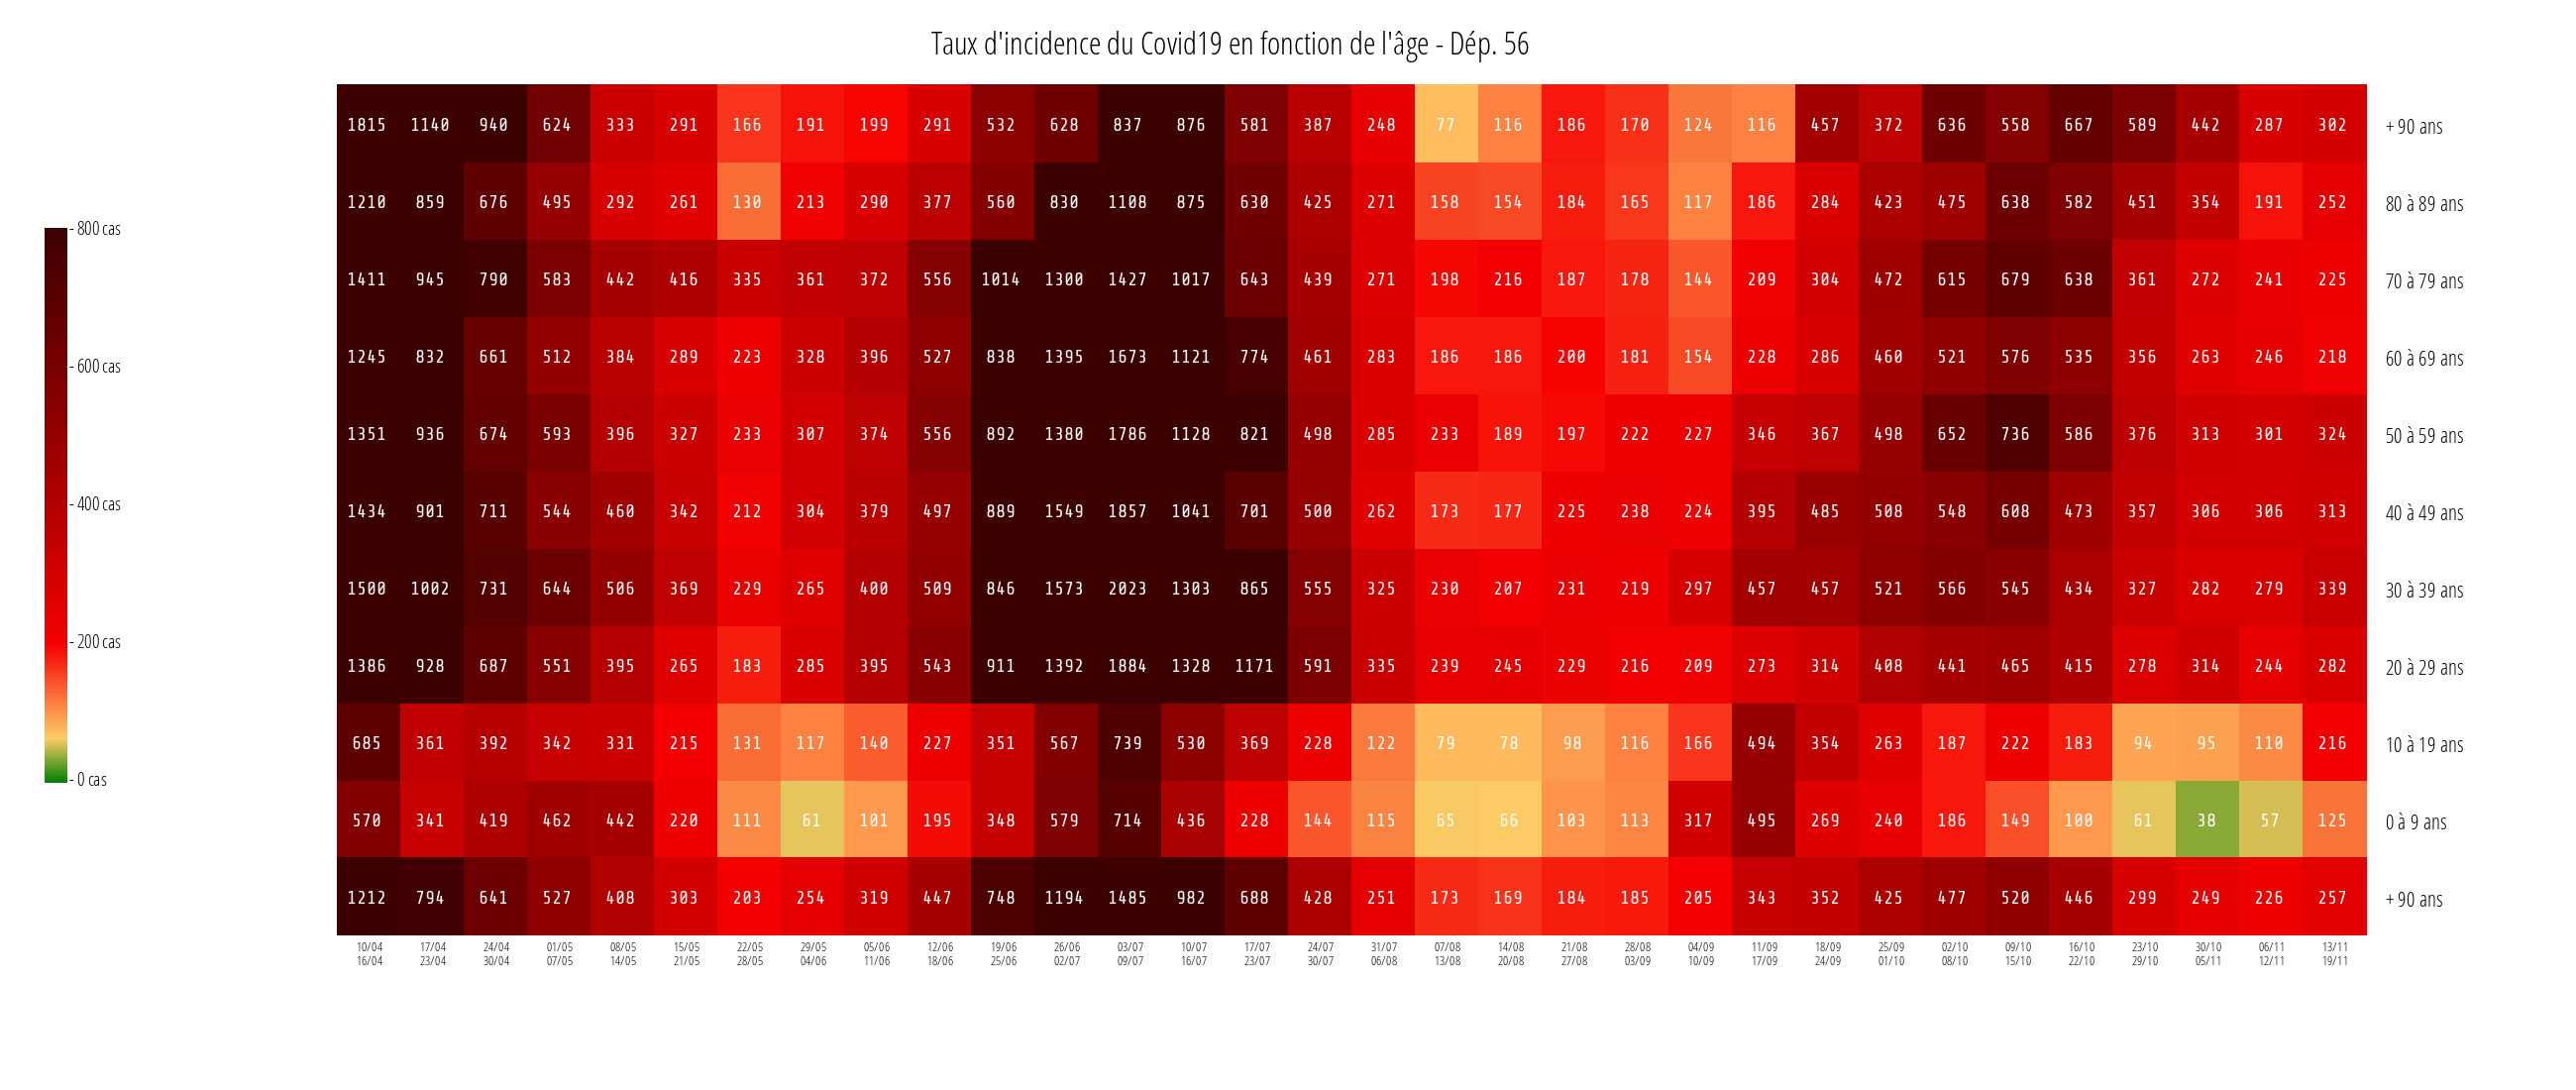 Taux d'incidence du Covid19 en fonction de l'âge - Dép. 56
1815 1140 940 624 333 291 166 191 199 291 532 628 837 876 581 387 248 77 116 186 170 124 116 457 372 636 558 667 589 442 287 302 + 90 ans
1210 859 676 495 292 261 130 213 290 377 560 830 1108 875 630 425 271 158 154 184 165 117 186 284 423 475 638 582 451 354 191 252 80 à 89 ans
- 800 cas
1411 945 790 583 442 416 335 361 372 556 1014 1300 1427 1017 643 439 271 198 216 187 178 144 209 304 472 615 679 638 361 272 241 225 70 à 79 ans
1245 832 661 512 384 289 223 328 396 527 838 1395 1673 1121 774 461 283 186 186 200 181 154 228 286 460 521 576 535 356 263 246 218 60 à 69 ans
- 600 cas
1351 936 674 593 396 327 233 307 374 556 892 1380 1786 1128 821 498 285 233 189 197 222 227 346 367 498 652 736 586 376 313 301 324 50 à 59 ans
- 400 cas
1434 901 711 544 460 342 212 304 379 497 889 1549 1857 1041 701 500 262 173 177 225 238 224 395 485 508 548 608 473 357 306 306 313 40 à 49 ans
1500 1002 731 644 506 369 229 265 400 509 846 1573 2023 1303 865 555 325 230 207 231 219 297 457 457 521 566 545 434 327 282 279 339 30 à 39 ans
- 200 cas
1386 928 687 551 395 265 183 285 395 543 911 1392 1884 1328 1171 591 335 239 245 229 216 209 273 314 408 441 465 415 278 314 244 282 20 à 29 ans
685 361 392 342 331 215 131 117 140 227 351 567 739 530 369 228 122 79 78 98 116 166 494 354 263 187 222 183 94 95 110 216 10 à 19 ans
- 0 cas
570 341 419 462 442 220 111 61 101 195 348 579 714 436 228 144 115 65 66 103 113 317 495 269 240 186 149 100 61 38 57 125 0 à 9 ans
1212 794 641 527 408 303 203 254 319 447 748 1194 1485 982 688 428 251 173 169 184 185 205 343 352 425 477 520 446 299 249 226 257 + 90 ans
10/04 17/04 24/04 01/05 08/05 15/05 22/05 29/05 05/06 12/06 19/06 26/06 03/07 10/07 17/07 24/07 31/07 07/08 14/08 21/08 28/08 04/09 11/09 18/09 25/09 02/10 09/10 16/10 23/10 30/10 06/11 13/11
16/04 23/04 30/04 07/05 14/05 21/05 28/05 04/06 11/06 18/06 25/06 02/07 09/07 16/07 23/07 30/07 06/08 13/08 20/08 27/08 03/09 10/09 17/09 24/09 01/10 08/10 15/10 22/10 29/10 05/11 12/11 19/11